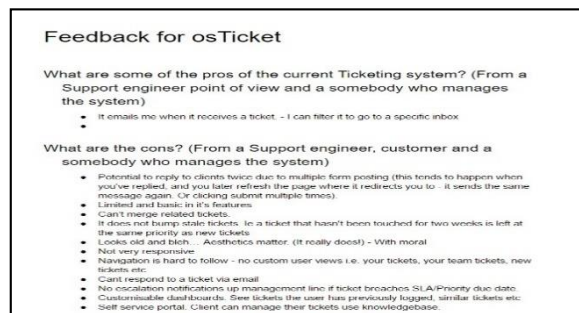 Feedback for osTicket
What are some of the pros of the current Ticketing system? (From a
Support engineer point of view and a somebody who manages
the system)
It emails me when it receives a ticket. - I can filter it to go to a specific inbox
What are the cons? (From a Support engineer, customer and a
somebody who manages the system)
Potential to reply to clients twice due to multiple form posting (this tends to happen when
you've replied, and you later refresh the page where it redirects you to - it sends the same
message again. Or clicking submit multiple times).
Limited and basic in it's features
Can't merge related tickets.
It does not bump stale tickets. Ie a ticket that hasn't been touched for two weeks is left at
the same priority as new tickets
Looks old and bleh... Aesthetics matter. (It really does!) - With moral
Not very responsive
Navigation is hard to follow - no custom user views i.e. your tickets, your team tickets, new
tickets etc
Cant respond to a ticket via email
No escalation notifications up management line if ticket breaches SLA/Priority due date.
Customisable dashboards. See tickets the user has previously logged, similar tickets etc
Self service portal. Client can manage their tickets use knowledgebase.